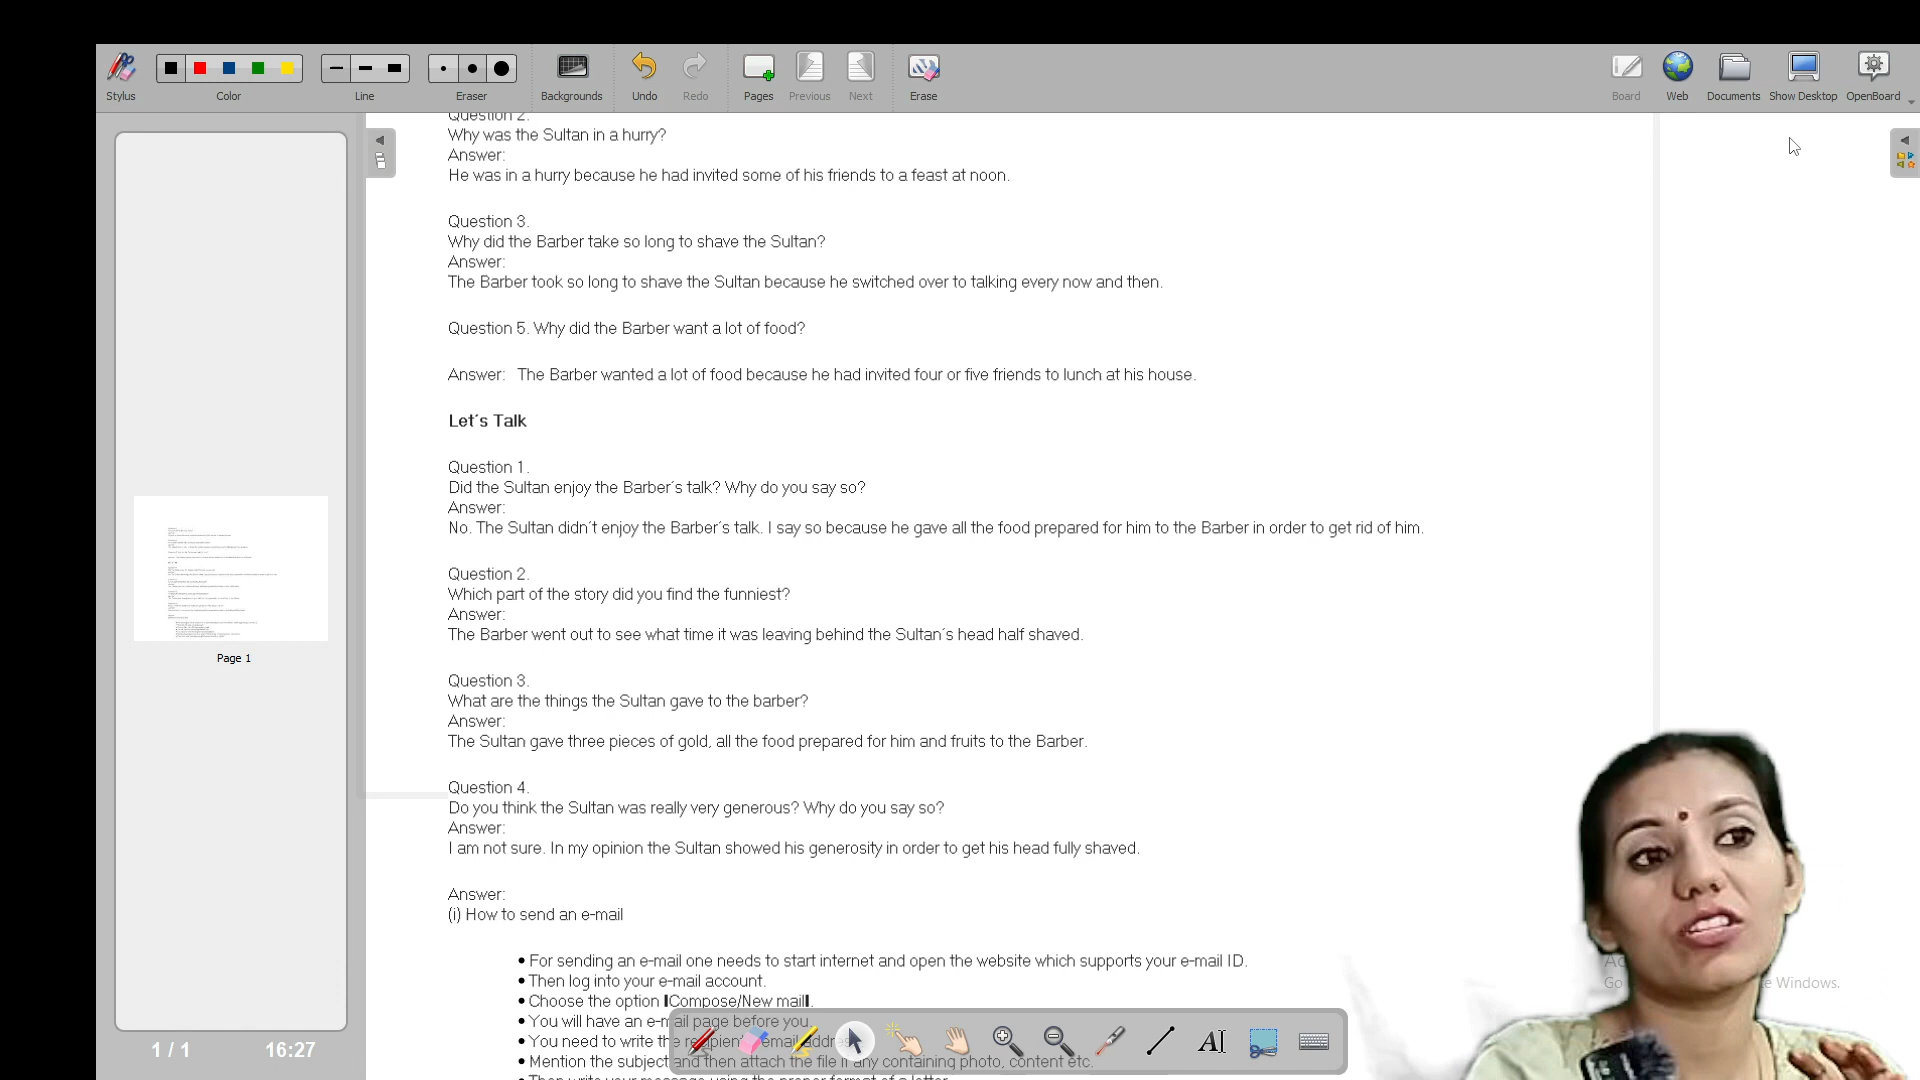 Stylus
Color
Line
Eraser
Backgrounds
Undo
Redo
Pages
Previous
Next
Erase
Board
Web
Documents
Show Desktop
OpenBoard
Question 2.
Why was the Sultan in a hurry?
Answer:
He was in a hurry because he had invited some of his friends to a feast at noon.
Question 3.
Why did the Barber take so long to shave the Sultan?
Answer:
The Barber took so long to shave the Sultan because he switched over to talking every now and then.
Question 5. Why did the Barber want a lot of food?
Answer: The Barber wanted a lot of food because he had invited four or five friends to lunch at his house.
Let´s Talk
Question 1.
Did the Sultan enjoy the Barber´s talk? Why do you say so?
Answer:
No. The Sultan didn´t enjoy the Barber´s talk. I say so because he gave all the food prepared for him to the Barber in order to get rid of him.
Question 2.
Which part of the story did you find the funniest?
Answer:
The Barber went out to see what time it was leaving behind the Sultan´s head half shaved.
Question 3.
What are the things the Sultan gave to the barber?
Answer:
The Sultan gave three pieces of gold, all the food prepared for him and fruits to the Barber.
Question 4.
Do you think the Sultan was really very generous? Why do you say so?
Answer:
I am not sure. In my opinion the Sultan showed his generosity in order to get his head fully shaved.
Answer:
(i) How to send an e-mail
• For sending an e-mail one needs to start internet and open the website which supports your e-mail ID.
• Then log into your e-mail account.
• Choose the option Compose/New mail.
• You will have an e-mail page before you.
• You need to write the
• Mention the subject and then attach the file if any containing photo, content etc.
Page 1
1 / 1
16:27
Windows.